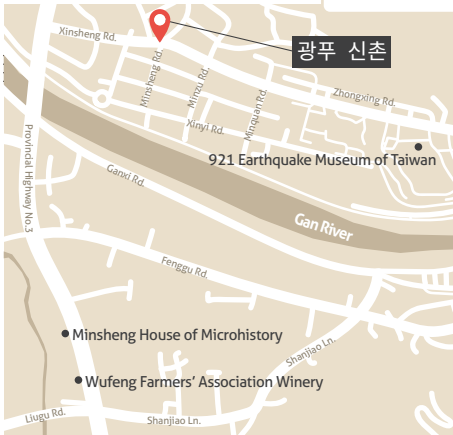 Xinsheng Rd.
광푸 신촌
Minsheng Rd.
Minzu Rd.
Minquan Rd.
Zhongxing Rd.
Xinyi Rd.
Provincial Highway No.3
921 Earthquake Museum of Taiwan
Ganxi Rd.
Gan River
Fenggu Rd.
Minsheng House of Microhistory
Shanjiao Ln.
Wufeng Farmers' Association Winery
Liugu Rd.
Shanjiao Ln.